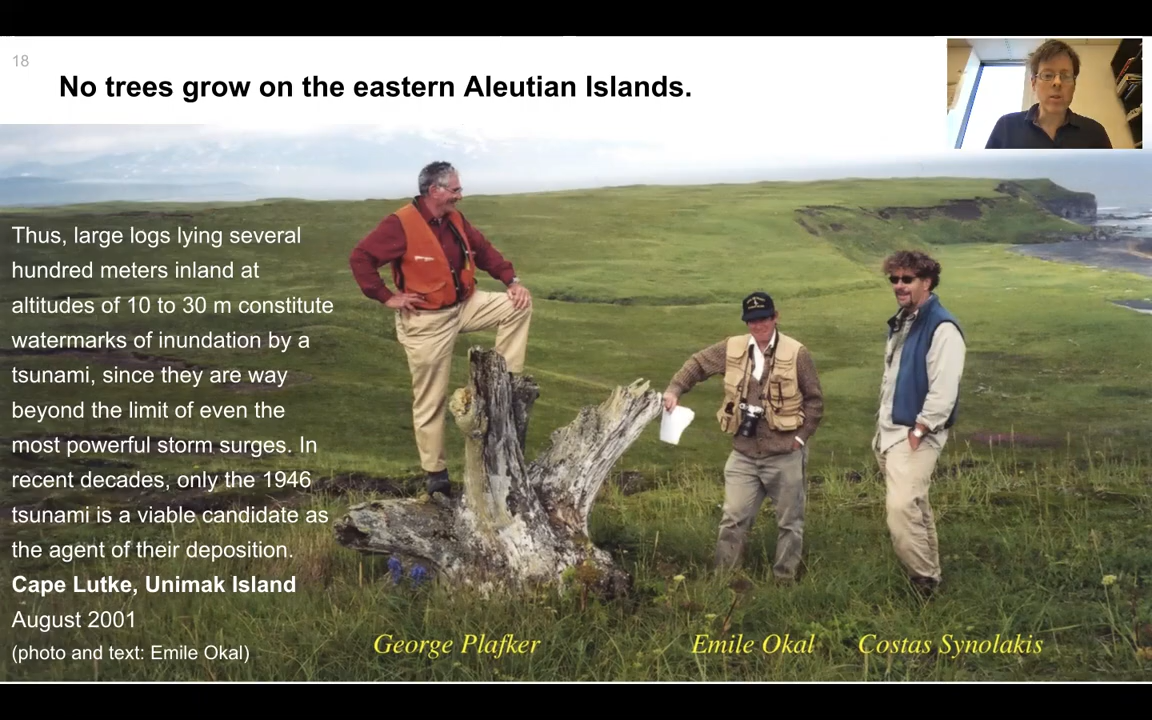 18
No trees grow on the eastern Aleutian Islands.
Thus, large logs lying several
hundred meters inland at
altitudes of 10 to 30 m constitute
watermarks of inundation by a
tsunami, since they are way
beyond the limit of even the
most powerful storm surges. In
recent decades, only the 1946
tsunami is a viable candidate as
the agent of their deposition.
Cape Lutke, Unimak Island
August 2001
(photo and text: Emile Okal)
George Plafker
Emile Okal
Costas Synolakis